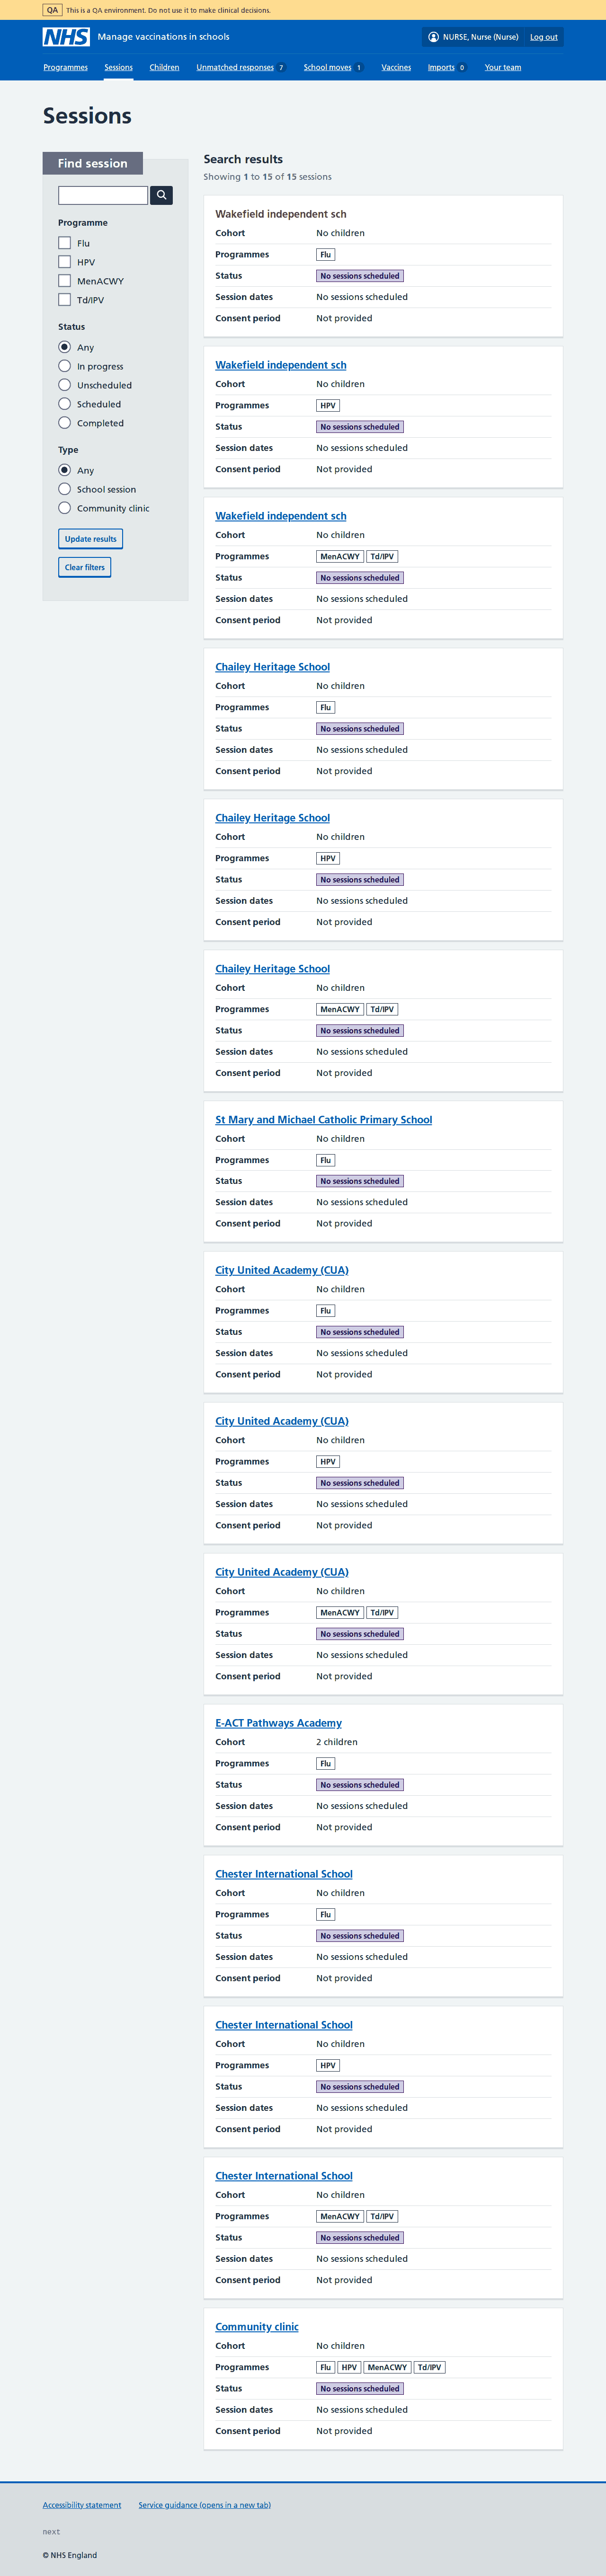 QA This is a QA environment. Do not use it to make clinical decisions.
NHS Manage vaccinations in schools NURSE, Nurse (Nurse) Log out
Programmes Sessions Children Unmatched responses 7 School moves 1 Vaccines Imports 0 Your team
Sessions
Find session
Programme
Flu
HPV
MenACWY
Td/IPV
Status
Any
In progress
Unscheduled
Scheduled
Completed
Type
Any
School session
Community clinic
Update results
Clear filters
Search results
Showing 1 to 15 of 15 sessions
Wakefield independent sch
Cohort No children
Programmes Flu
Status No sessions scheduled
Session dates No sessions scheduled
Consent period Not provided
Wakefield independent sch
Cohort No children
Programmes HPV
Status No sessions scheduled
Session dates No sessions scheduled
Consent period Not provided
Wakefield independent sch
Cohort No children
Programmes MenACWY Td/IPV
Status No sessions scheduled
Session dates No sessions scheduled
Consent period Not provided
Chailey Heritage School
Cohort No children
Programmes Flu
Status No sessions scheduled
Session dates No sessions scheduled
Consent period Not provided
Chailey Heritage School
Cohort No children
Programmes HPV
Status No sessions scheduled
Session dates No sessions scheduled
Consent period Not provided
Chailey Heritage School
Cohort No children
Programmes MenACWY Td/IPV
Status No sessions scheduled
Session dates No sessions scheduled
Consent period Not provided
St Mary and Michael Catholic Primary School
Cohort No children
Programmes Flu
Status No sessions scheduled
Session dates No sessions scheduled
Consent period Not provided
City United Academy (CUA)
Cohort No children
Programmes Flu
Status No sessions scheduled
Session dates No sessions scheduled
Consent period Not provided
City United Academy (CUA)
Cohort No children
Programmes HPV
Status No sessions scheduled
Session dates No sessions scheduled
Consent period Not provided
City United Academy (CUA)
Cohort No children
Programmes MenACWY Td/IPV
Status No sessions scheduled
Session dates No sessions scheduled
Consent period Not provided
E-ACT Pathways Academy
Cohort 2 children
Programmes Flu
Status No sessions scheduled
Session dates No sessions scheduled
Consent period Not provided
Chester International School
Cohort No children
Programmes Flu
Status No sessions scheduled
Session dates No sessions scheduled
Consent period Not provided
Chester International School
Cohort No children
Programmes HPV
Status No sessions scheduled
Session dates No sessions scheduled
Consent period Not provided
Chester International School
Cohort No children
Programmes MenACWY Td/IPV
Status No sessions scheduled
Session dates No sessions scheduled
Consent period Not provided
Community clinic
Cohort No children
Programmes Flu HPV MenACWY Td/IPV
Status No sessions scheduled
Session dates No sessions scheduled
Consent period Not provided
Accessibility statement Service guidance (opens in a new tab)
next
© NHS England